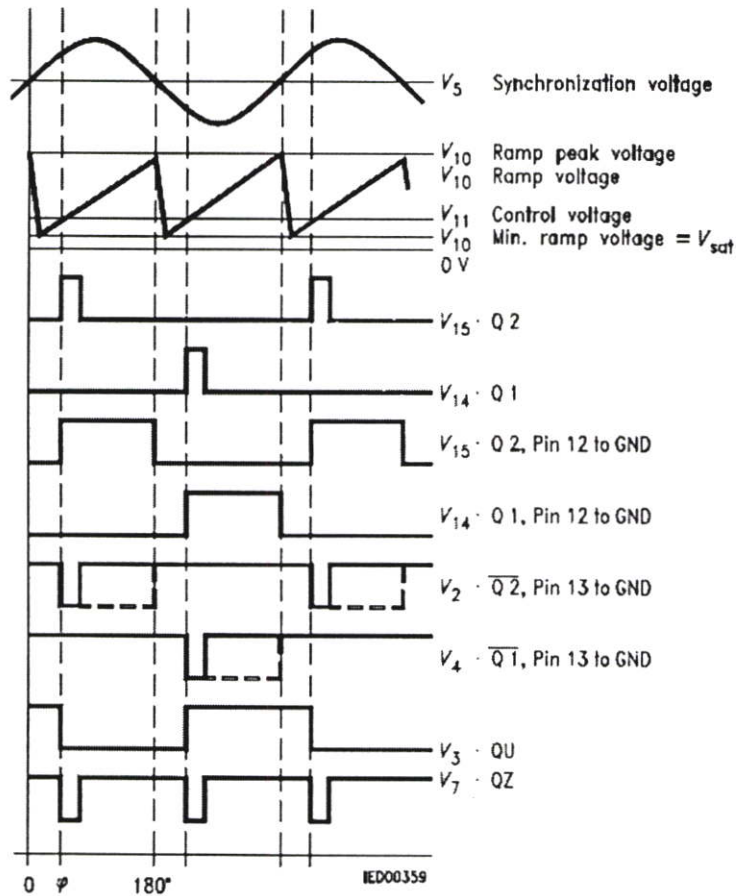 V5 Synchronization voltage
V10 Ramp peak voltage
V10 Ramp voltage
V11 Control voltage
V10 Min. ramp voltage = Vsat
0 V
V15 · Q 2
V14 · Q 1
V15 · Q 2, Pin 12 to GND
V14 · Q 1, Pin 12 to GND
V2 · Q̅ ̅2̅, Pin 13 to GND
V4 · Q̅ ̅1̅, Pin 13 to GND
V3 · QU
V7 · QZ
0 φ 180° IED00359